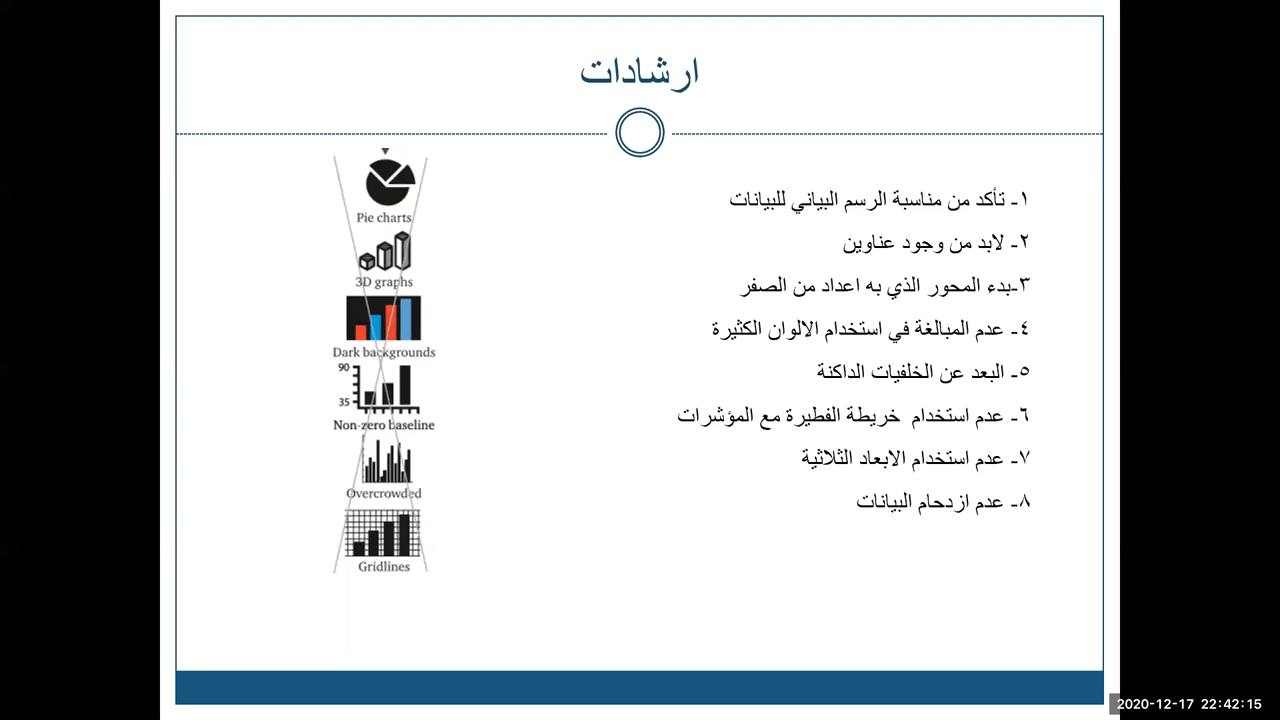 ارشادات
١- تأكد من مناسبة الرسم البياني للبيانات
٢- لابد من وجود عناوين
٣-بدء المحور الذي به اعداد من الصفر
٤- عدم المبالغة في استخدام الالوان الكثيرة
٥- البعد عن الخلفيات الداكنة
٦- عدم استخدام خريطة الفطيرة مع المؤشرات
٧- عدم استخدام الابعاد الثلاثية
٨- عدم ازدحام البيانات
Pie charts
3D graphs
Dark backgrounds
90
35
Non-zero baseline
Overcrowded
Gridlines
2020-12-17 22:42:15